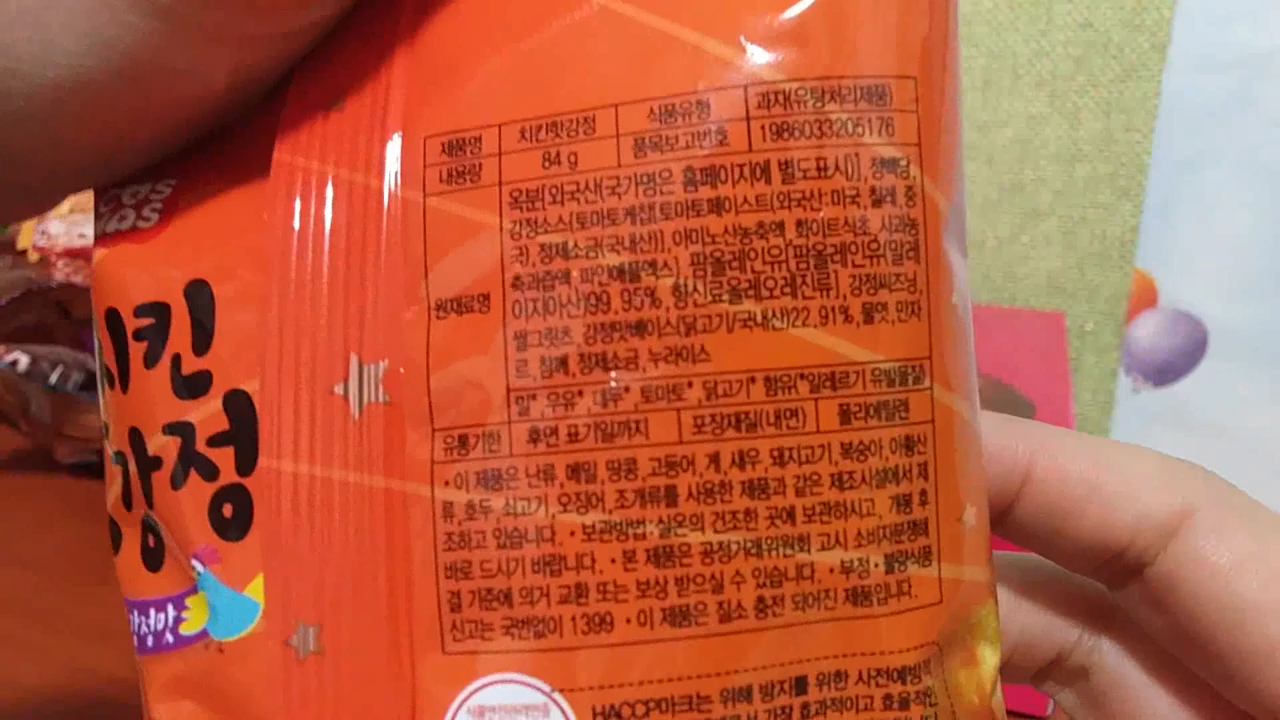 치킨
강정
강정맛
제품명 치킨핫강정 식품유형 과자(유탕처리제품)
내용량 84 g 품목보고번호 1986033205176
원재료명
옥분[외국산(국가명은 홈페이지에 별도표시)], 정백당,
강정소스{토마토케찹[토마토페이스트(외국산: 미국, 칠레, 중
국), 정제소금(국내산)], 아미노산농축액, 화이트식초, 사과농
축과즙액, 파인애플엑스}, 팜올레인유[팜올레인유(말레
이지아산)99.95%, 향신료올레오레진류], 강정씨즈닝,
쌀그릿츠, 강정맛베이스(닭고기/국내산)22.91%, 물엿,
참깨, 정제소금, 누라이스
밀*, 우유*, 대두*, 토마토*, 닭고기* 함유(*알레르기 유발물질)
유통기한 후면 표기일까지 포장재질(내면) 폴리에틸렌
· 이 제품은 난류, 메밀, 땅콩, 고등어, 게, 새우, 돼지고기, 복숭아, 아황산
류, 호두, 쇠고기, 오징어, 조개류를 사용한 제품과 같은 제조시설에서 제
조하고 있습니다. · 보관방법: 실온의 건조한 곳에 보관하시고, 개봉 후
바로 드시기 바랍니다. · 본 제품은 공정거래위원회 고시 소비자분쟁해
결 기준에 의거 교환 또는 보상 받으실 수 있습니다. · 부정 · 불량식품
신고는 국번없이 1399 · 이 제품은 질소 충전 되어진 제품입니다.
HACCP마크는 위해 방지를 위한 사전예방
가장 효과적이고 효율적인